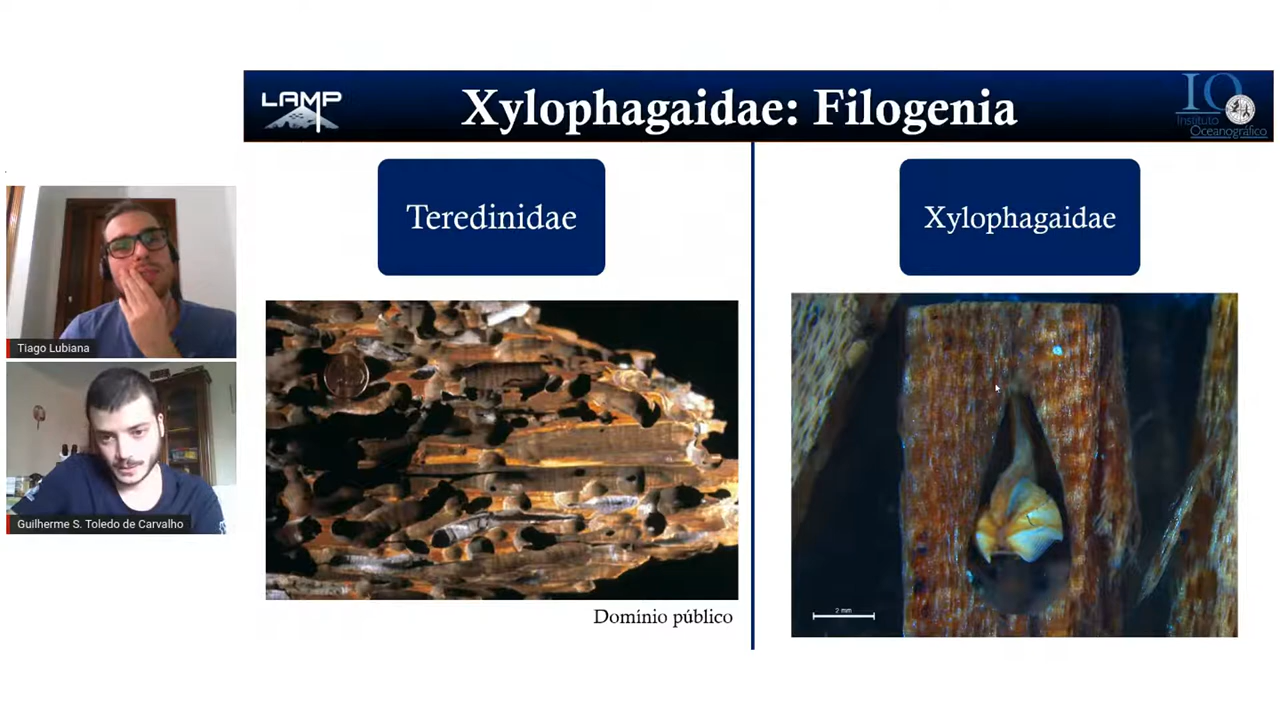 LAMP
Xylophagaidae: Filogenia
IO
Instituto
Oceanográfico
Teredinidae
Xylophagaidae
Tiago Lubiana
Guilherme S. Toledo de Carvalho
Domínio público
2 mm